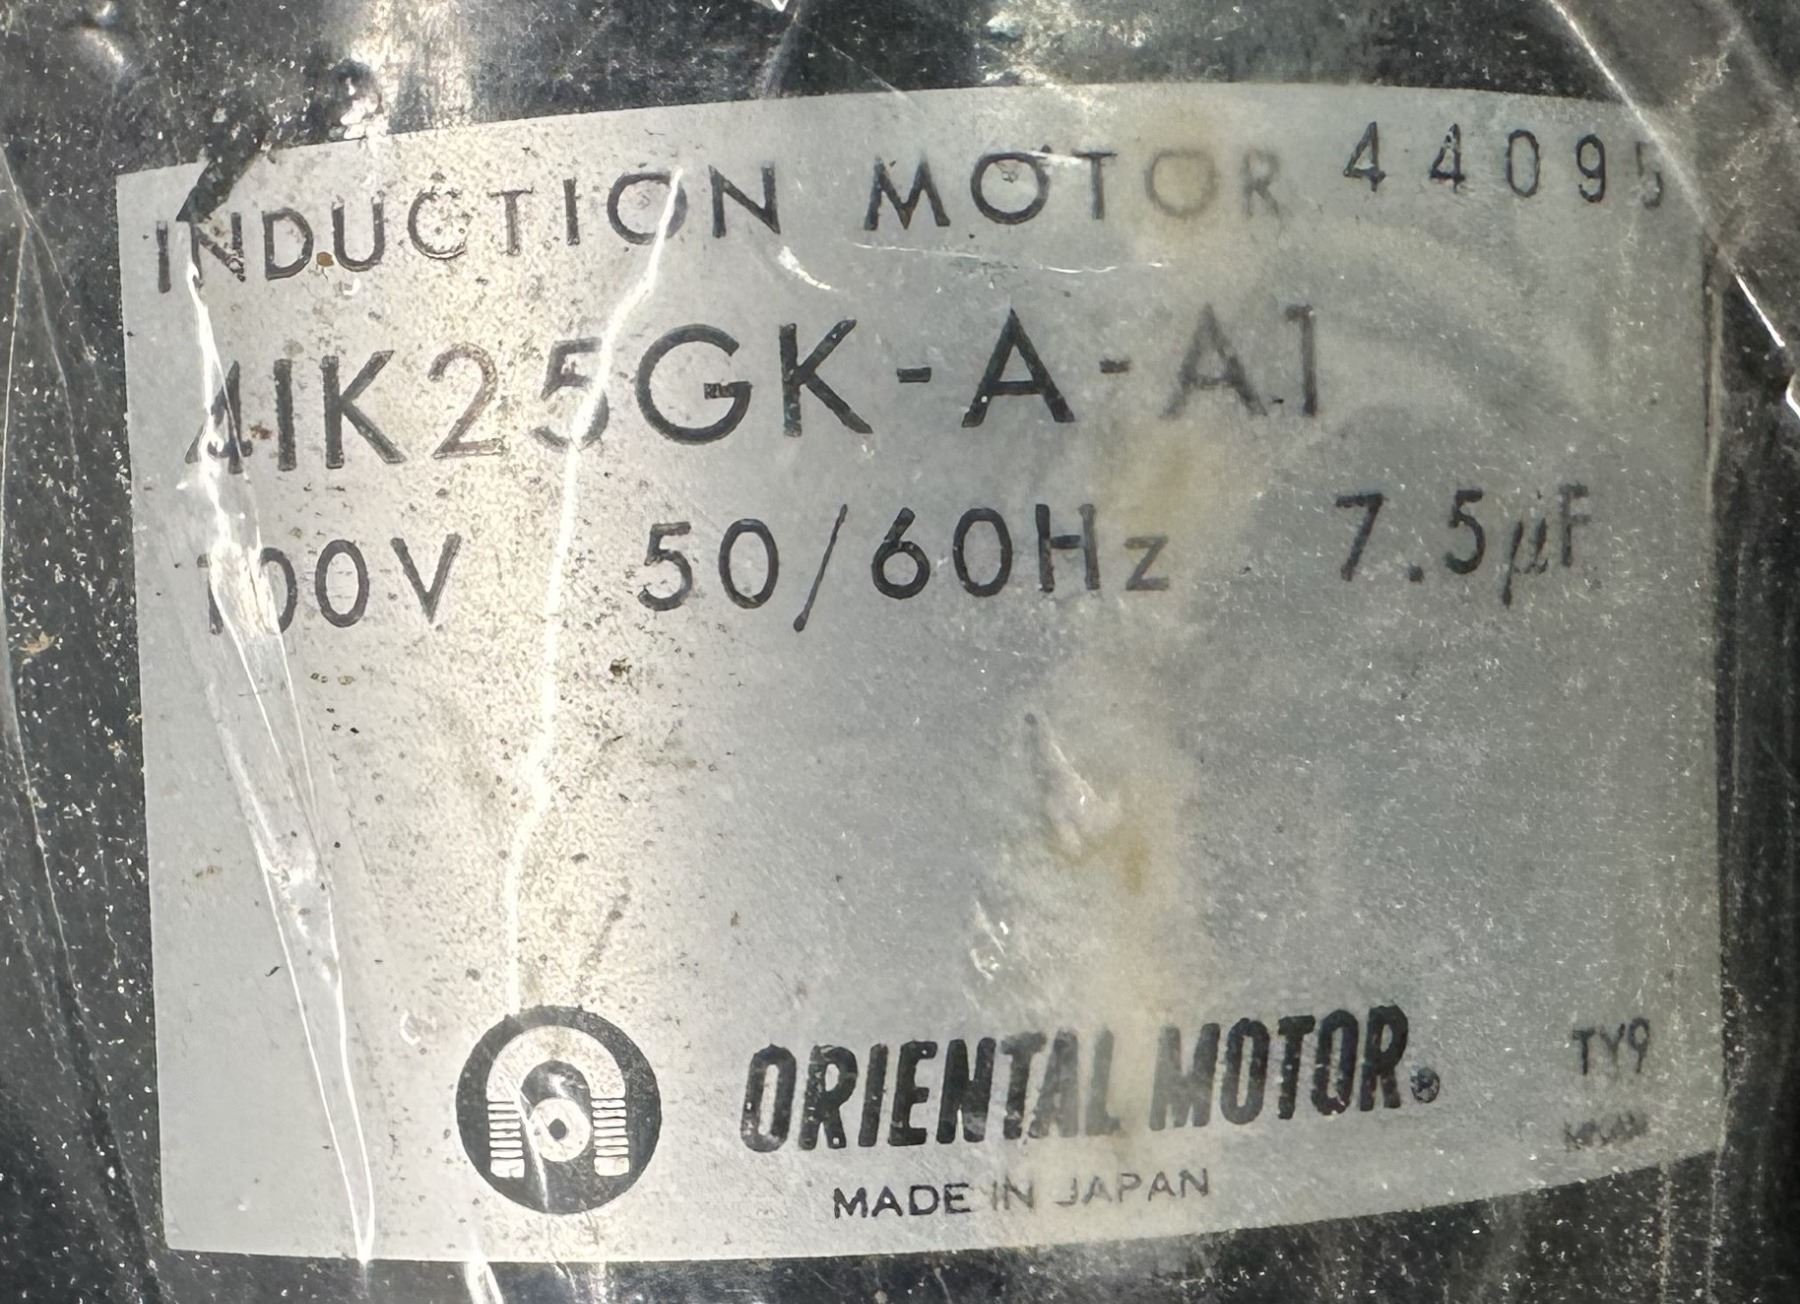 INDUCTION MOTOR 44095
4IK25GK-A-A1
100V 50/60Hz 7.5µF
ORIENTAL MOTOR®
TY9
MADE IN JAPAN